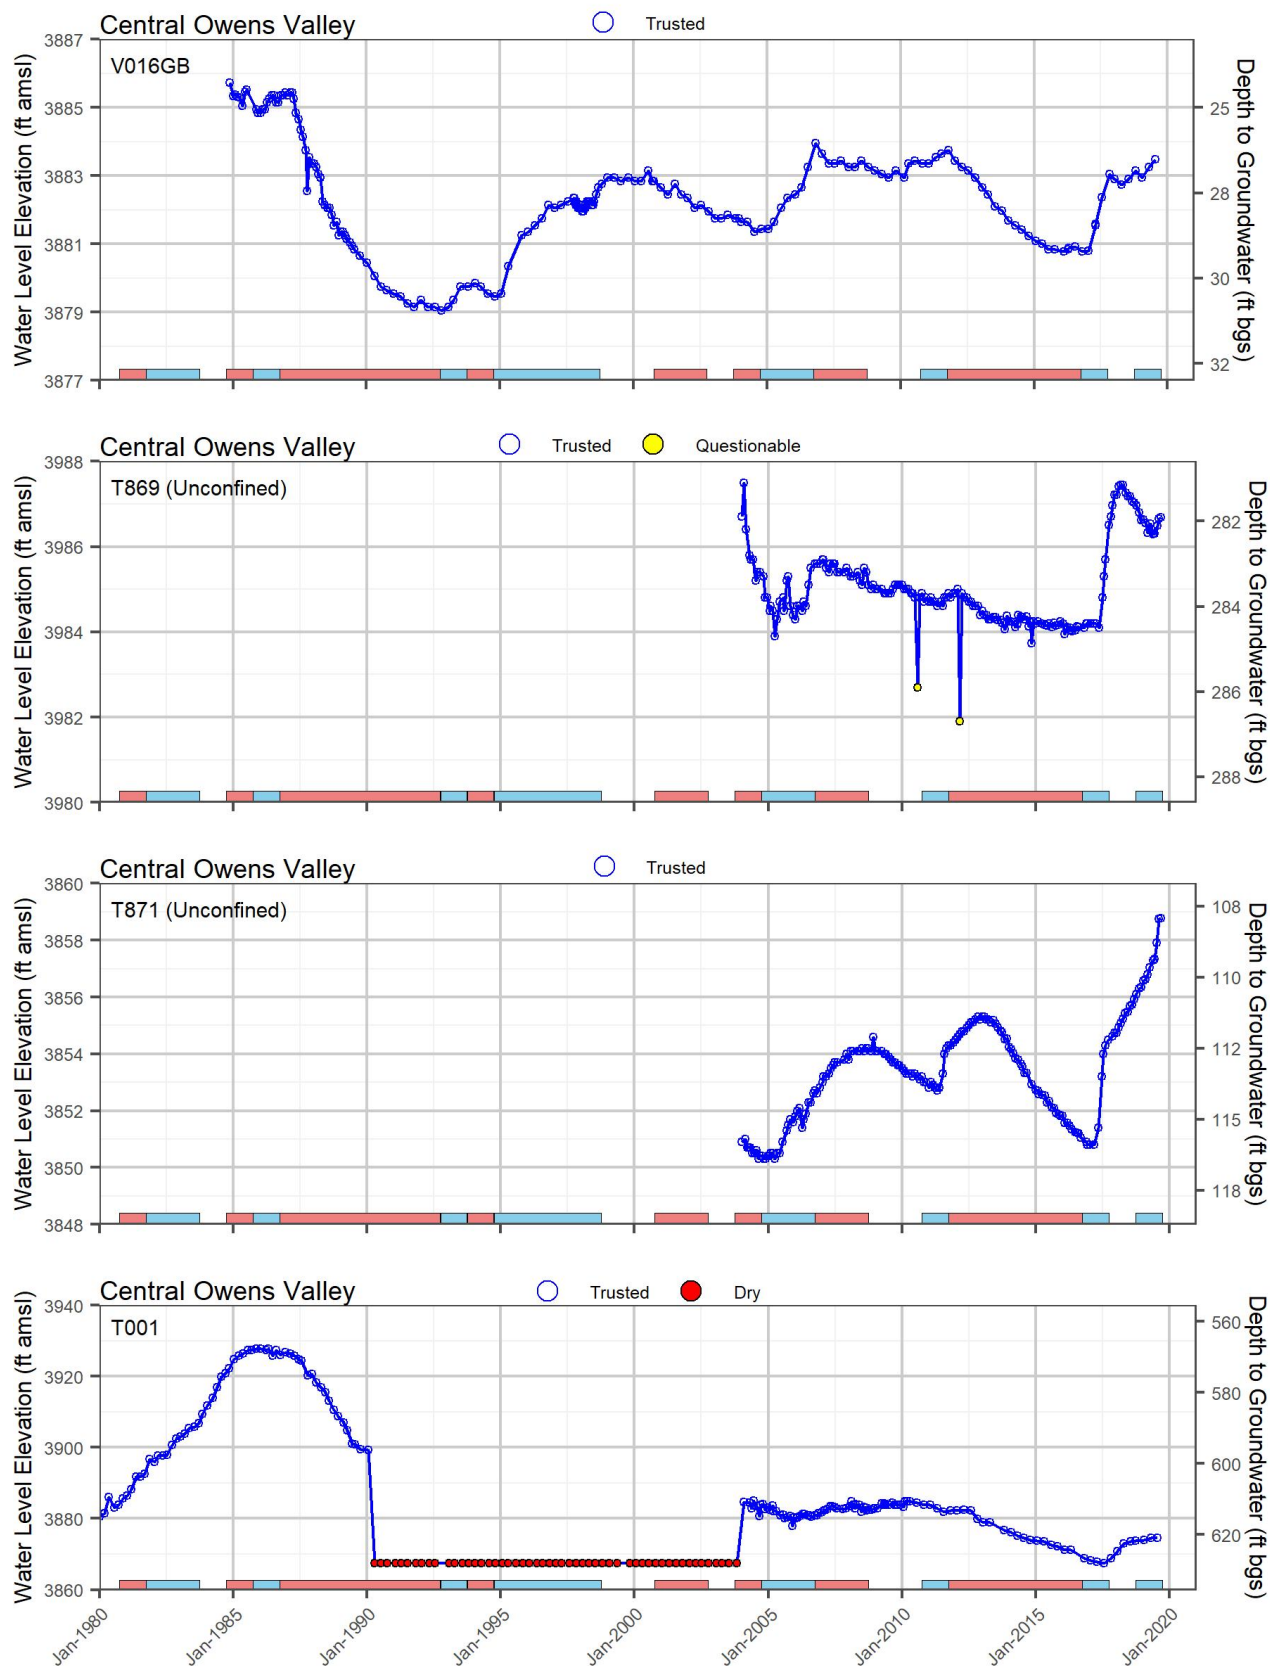 Central Owens Valley
Trusted
V016GB
Water Level Elevation (ft amsl)
3887
3885
3883
3881
3879
3877
25
28
30
32
Depth to Groundwater (ft bgs)
Central Owens Valley
Trusted
Questionable
T869 (Unconfined)
Water Level Elevation (ft amsl)
3988
3986
3984
3982
3980
282
284
286
288
Depth to Groundwater (ft bgs)
Central Owens Valley
Trusted
T871 (Unconfined)
Water Level Elevation (ft amsl)
3860
3858
3856
3854
3852
3850
3848
108
110
112
115
118
Depth to Groundwater (ft bgs)
Central Owens Valley
Trusted
Dry
T001
Water Level Elevation (ft amsl)
3940
3920
3900
3880
3860
560
580
600
620
Depth to Groundwater (ft bgs)
Jan-1980
Jan-1985
Jan-1990
Jan-1995
Jan-2000
Jan-2005
Jan-2010
Jan-2015
Jan-2020